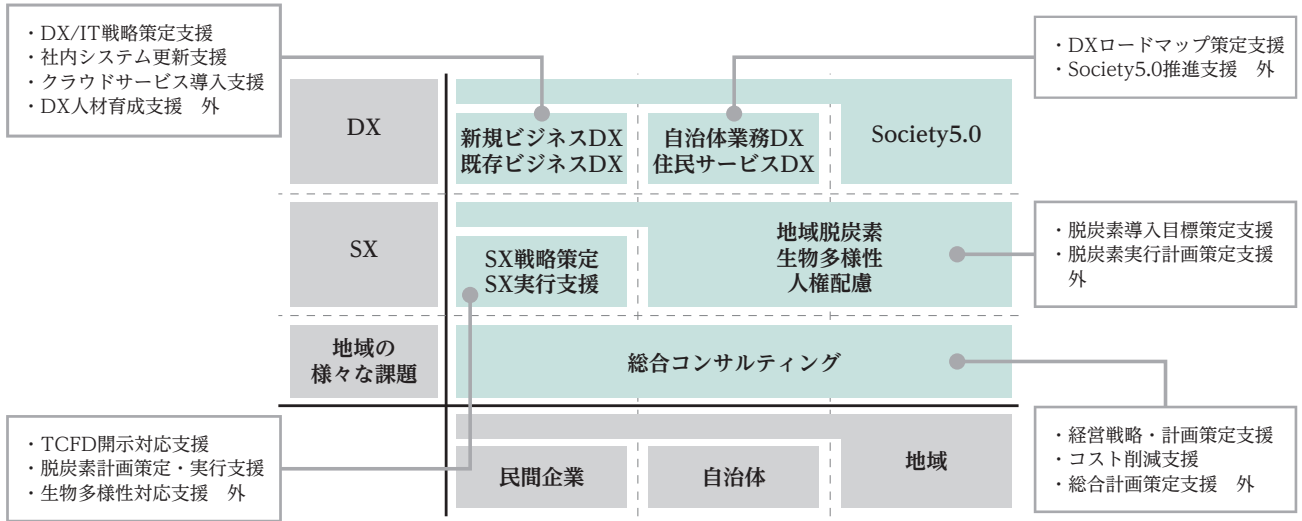 ・DX/IT戦略策定支援
・社内システム更新支援
・クラウドサービス導入支援
・DX人材育成支援　外
・DXロードマップ策定支援
・Society5.0推進支援　外
DX
新規ビジネスDX
既存ビジネスDX
自治体業務DX
住民サービスDX
Society5.0
SX
SX戦略策定
SX実行支援
地域脱炭素
生物多様性
人権配慮
・脱炭素導入目標策定支援
・脱炭素実行計画策定支援
外
地域の
様々な課題
総合コンサルティング
・TCFD開示対応支援
・脱炭素計画策定・実行支援
・生物多様性対応支援　外
民間企業
自治体
地域
・経営戦略・計画策定支援
・コスト削減支援
・総合計画策定支援　外